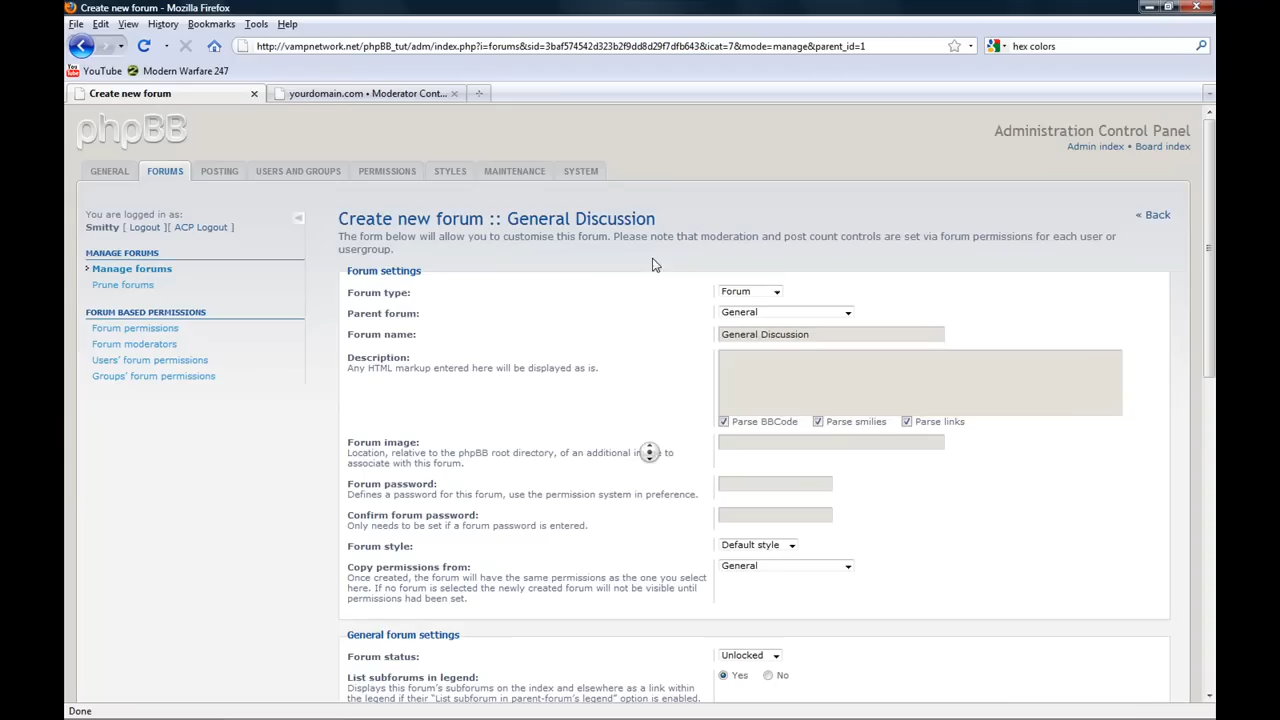 Create new forum - Mozilla Firefox
File Edit View History Bookmarks Tools Help
http://vampnetwork.net/phpBB_tut/adm/index.php?i=forums&sid=3baf574542d323b2f9dd8d29f7dfb643&icat=7&mode=manage&parent_id=1
hex colors
YouTube Modern Warfare 247
Create new forum
yourdomain.com • Moderator Cont...
phpBB
Administration Control Panel
Admin index • Board index
GENERAL FORUMS POSTING USERS AND GROUPS PERMISSIONS STYLES MAINTENANCE SYSTEM
You are logged in as:
Smitty [ Logout ][ ACP Logout ]
MANAGE FORUMS
Manage forums
Prune forums
FORUM BASED PERMISSIONS
Forum permissions
Forum moderators
Users' forum permissions
Groups' forum permissions
« Back
Create new forum :: General Discussion
The form below will allow you to customise this forum. Please note that moderation and post count controls are set via forum permissions for each user or
usergroup.
Forum settings
Forum type: Forum
Parent forum: General
Forum name: General Discussion
Description:
Any HTML markup entered here will be displayed as is.
Parse BBCode Parse smilies Parse links
Forum image:
Location, relative to the phpBB root directory, of an additional to
associate with this forum.
Forum password:
Defines a password for this forum, use the permission system in preference.
Confirm forum password:
Only needs to be set if a forum password is entered.
Forum style: Default style
Copy permissions from: General
Once created, the forum will have the same permissions as the one you select
here. If no forum is selected the newly created forum will not be visible until
permissions had been set.
General forum settings
Forum status: Unlocked
List subforums in legend: Yes No
Displays this forum's subforums on the index and elsewhere as a link within
the legend if their "List subforum in parent-forum's legend" option is enabled.
Done